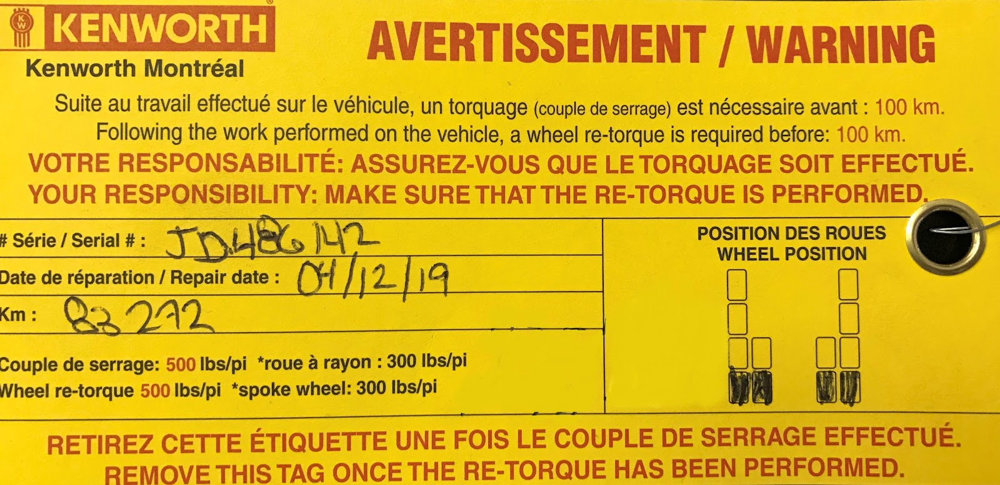 KW
KENWORTH®
Kenworth Montréal
AVERTISSEMENT / WARNING
Suite au travail effectué sur le véhicule, un torquage (couple de serrage) est nécessaire avant : 100 km.
Following the work performed on the vehicle, a wheel re-torque is required before: 100 km.
VOTRE RESPONSABILITÉ: ASSUREZ-VOUS QUE LE TORQUAGE SOIT EFFECTUÉ.
YOUR RESPONSIBILITY: MAKE SURE THAT THE RE-TORQUE IS PERFORMED.
# Série / Serial # : JD486142
Date de réparation / Repair date : 04/12/19
Km : 83272
Couple de serrage: 500 lbs/pi *roue à rayon : 300 lbs/pi
Wheel re-torque 500 lbs/pi *spoke wheel: 300 lbs/pi
POSITION DES ROUES
WHEEL POSITION
RETIREZ CETTE ÉTIQUETTE UNE FOIS LE COUPLE DE SERRAGE EFFECTUÉ.
REMOVE THIS TAG ONCE THE RE-TORQUE HAS BEEN PERFORMED.